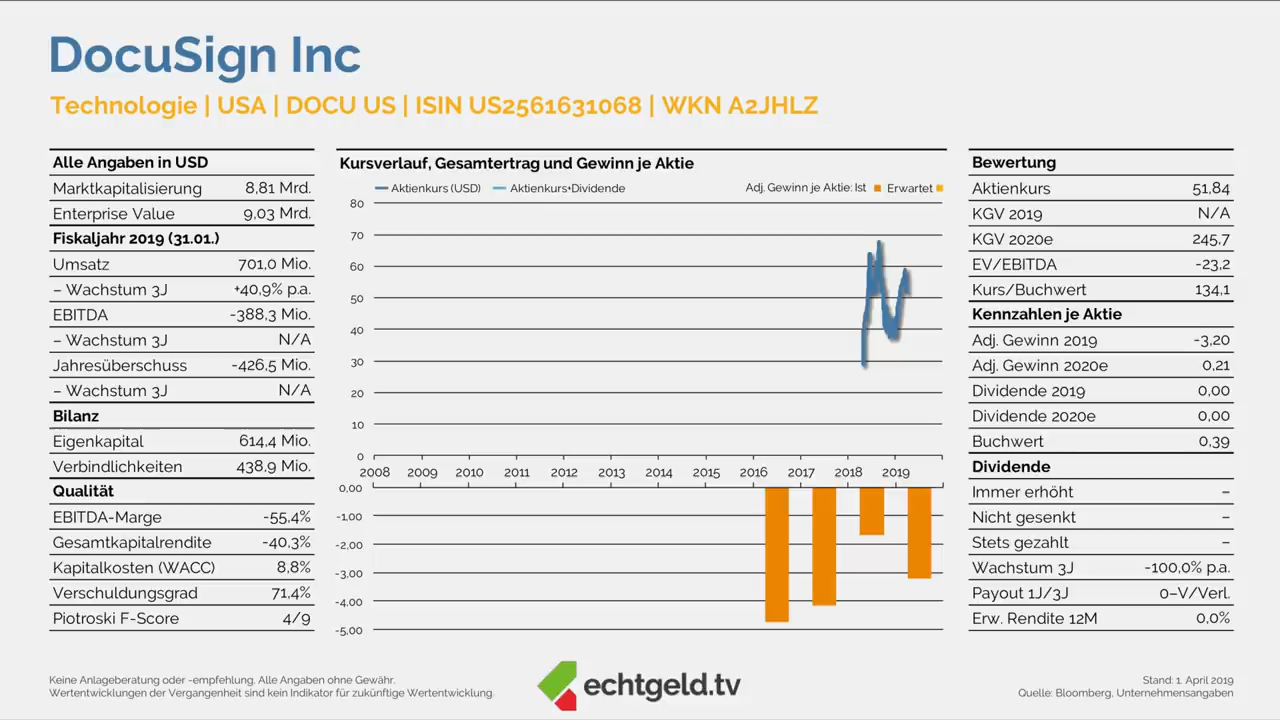 DocuSign Inc
Technologie | USA | DOCU US | ISIN US2561631068 | WKN A2JHLZ
Alle Angaben in USD
Marktkapitalisierung 8,81 Mrd.
Enterprise Value 9,03 Mrd.
Fiskaljahr 2019 (31.01.)
Umsatz 701,0 Mio.
– Wachstum 3J +40,9% p.a.
EBITDA -388,3 Mio.
– Wachstum 3J N/A
Jahresüberschuss -426,5 Mio.
– Wachstum 3J N/A
Bilanz
Eigenkapital 614,4 Mio.
Verbindlichkeiten 438,9 Mio.
Qualität
EBITDA-Marge -55,4%
Gesamtkapitalrendite -40,3%
Kapitalkosten (WACC) 8,8%
Verschuldungsgrad 71,4%
Piotroski F-Score 4/9
Kursverlauf, Gesamtertrag und Gewinn je Aktie
Aktienkurs (USD) Aktienkurs+Dividende Adj. Gewinn je Aktie: Ist Erwartet
80
70
60
50
40
30
20
10
0
2008 2009 2010 2011 2012 2013 2014 2015 2016 2017 2018 2019
0,00
-1,00
-2,00
-3,00
-4,00
-5,00
Bewertung
Aktienkurs 51,84
KGV 2019 N/A
KGV 2020e 245,7
EV/EBITDA -23,2
Kurs/Buchwert 134,1
Kennzahlen je Aktie
Adj. Gewinn 2019 -3,20
Adj. Gewinn 2020e 0,21
Dividende 2019 0,00
Dividende 2020e 0,00
Buchwert 0,39
Dividende
Immer erhöht –
Nicht gesenkt –
Stets gezahlt –
Wachstum 3J -100,0% p.a.
Payout 1J/3J 0–V/Verl.
Erw. Rendite 12M 0,0%
Keine Anlageberatung oder -empfehlung. Alle Angaben ohne Gewähr.
Wertentwicklungen der Vergangenheit sind kein Indikator für zukünftige Wertentwicklung.
echtgeld.tv
Stand: 1. April 2019
Quelle: Bloomberg, Unternehmensangaben